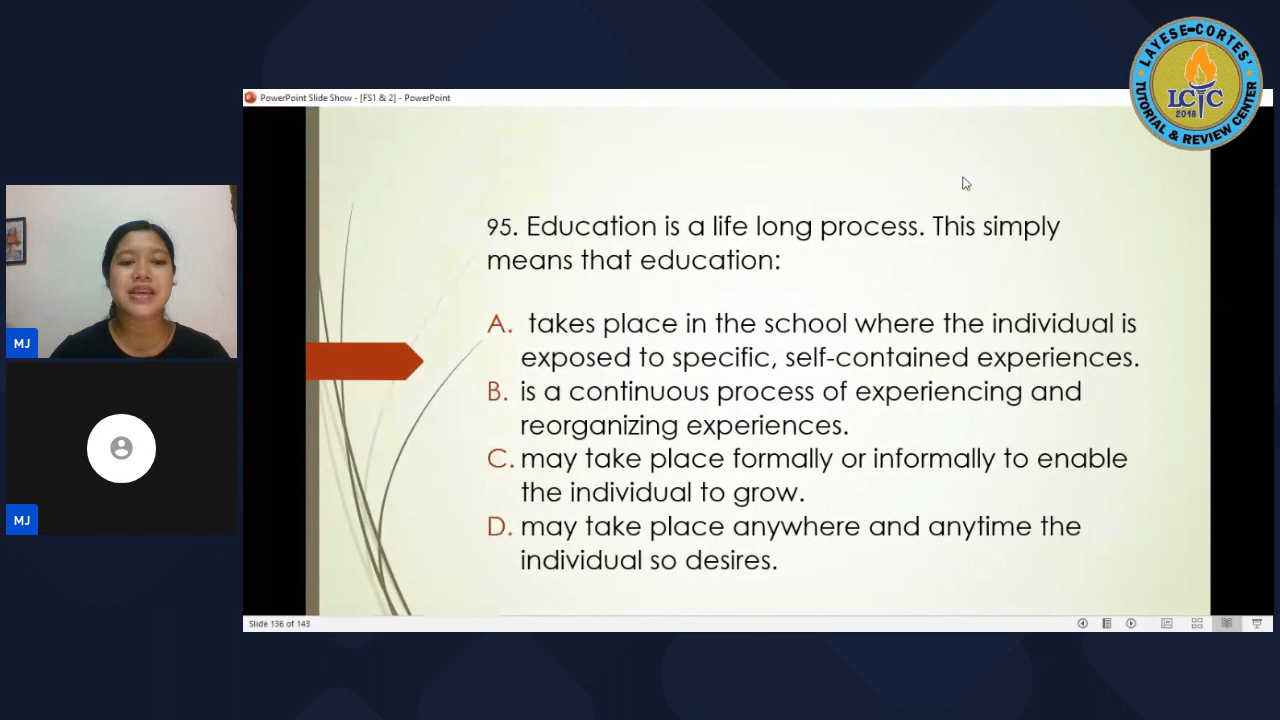 LAYESE-CORTES'
LCTC
2018
TUTORIAL & REVIEW CENTER
PowerPoint Slide Show - [FS1 & 2] - PowerPoint
95. Education is a life long process. This simply
means that education:
A. takes place in the school where the individual is
exposed to specific, self-contained experiences.
B. is a continuous process of experiencing and
reorganizing experiences.
C. may take place formally or informally to enable
the individual to grow.
D. may take place anywhere and anytime the
individual so desires.
MJ
MJ
Slide 136 of 143